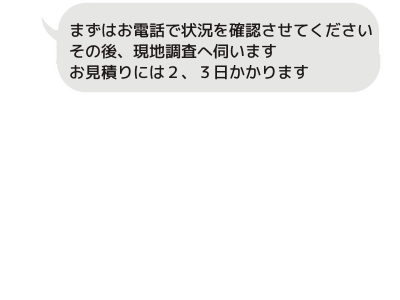 まずはお電話で状況を確認させてください
その後、現地調査へ伺います
お見積りには２、３日かかります